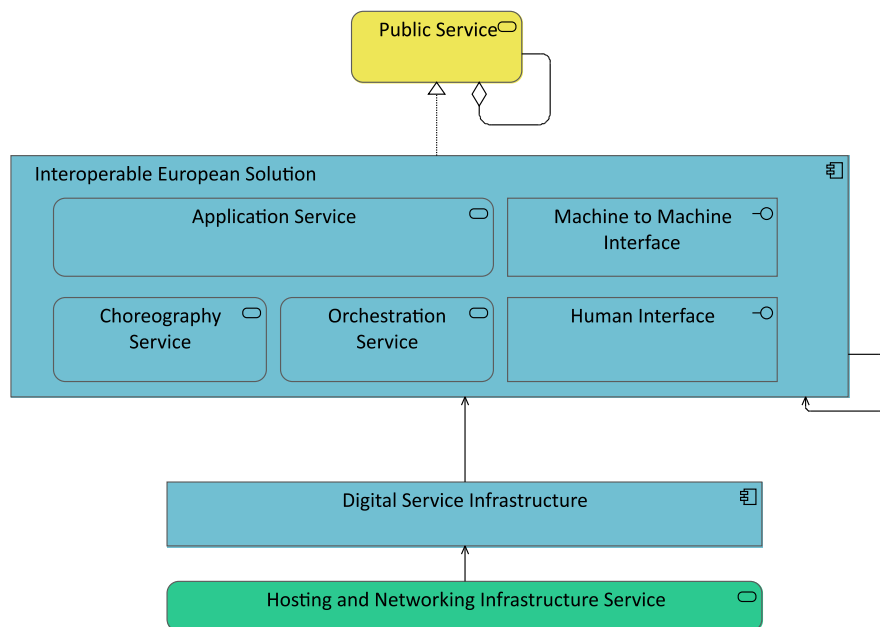 Public Service
Interoperable European Solution
Application Service
Machine to Machine
Interface
Choreography
Service
Orchestration
Service
Human Interface
Digital Service Infrastructure
Hosting and Networking Infrastructure Service